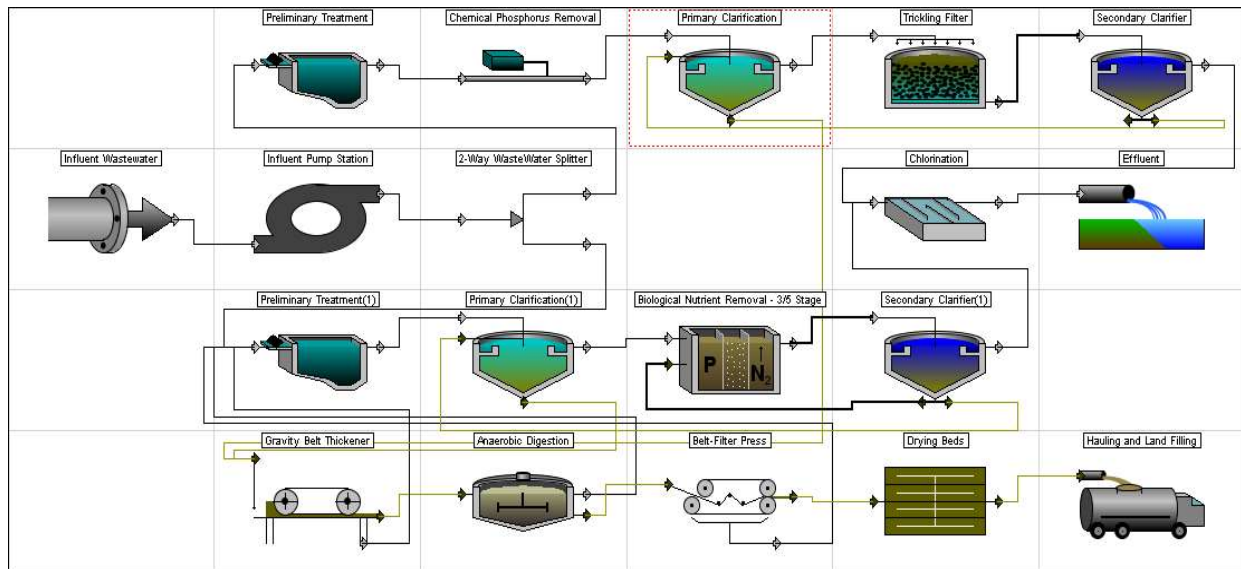 Preliminary Treatment
Chemical Phosphorus Removal
Primary Clarification
Trickling Filter
Secondary Clarifier
Influent Wastewater
Influent Pump Station
2-Way WasteWater Splitter
Chlorination
Effluent
Preliminary Treatment(1)
Primary Clarification(1)
Biological Nutrient Removal - 3/5 Stage
Secondary Clarifier(1)
P
N2
Gravity Belt Thickener
Anaerobic Digestion
Belt-Filter Press
Drying Beds
Hauling and Land Filling